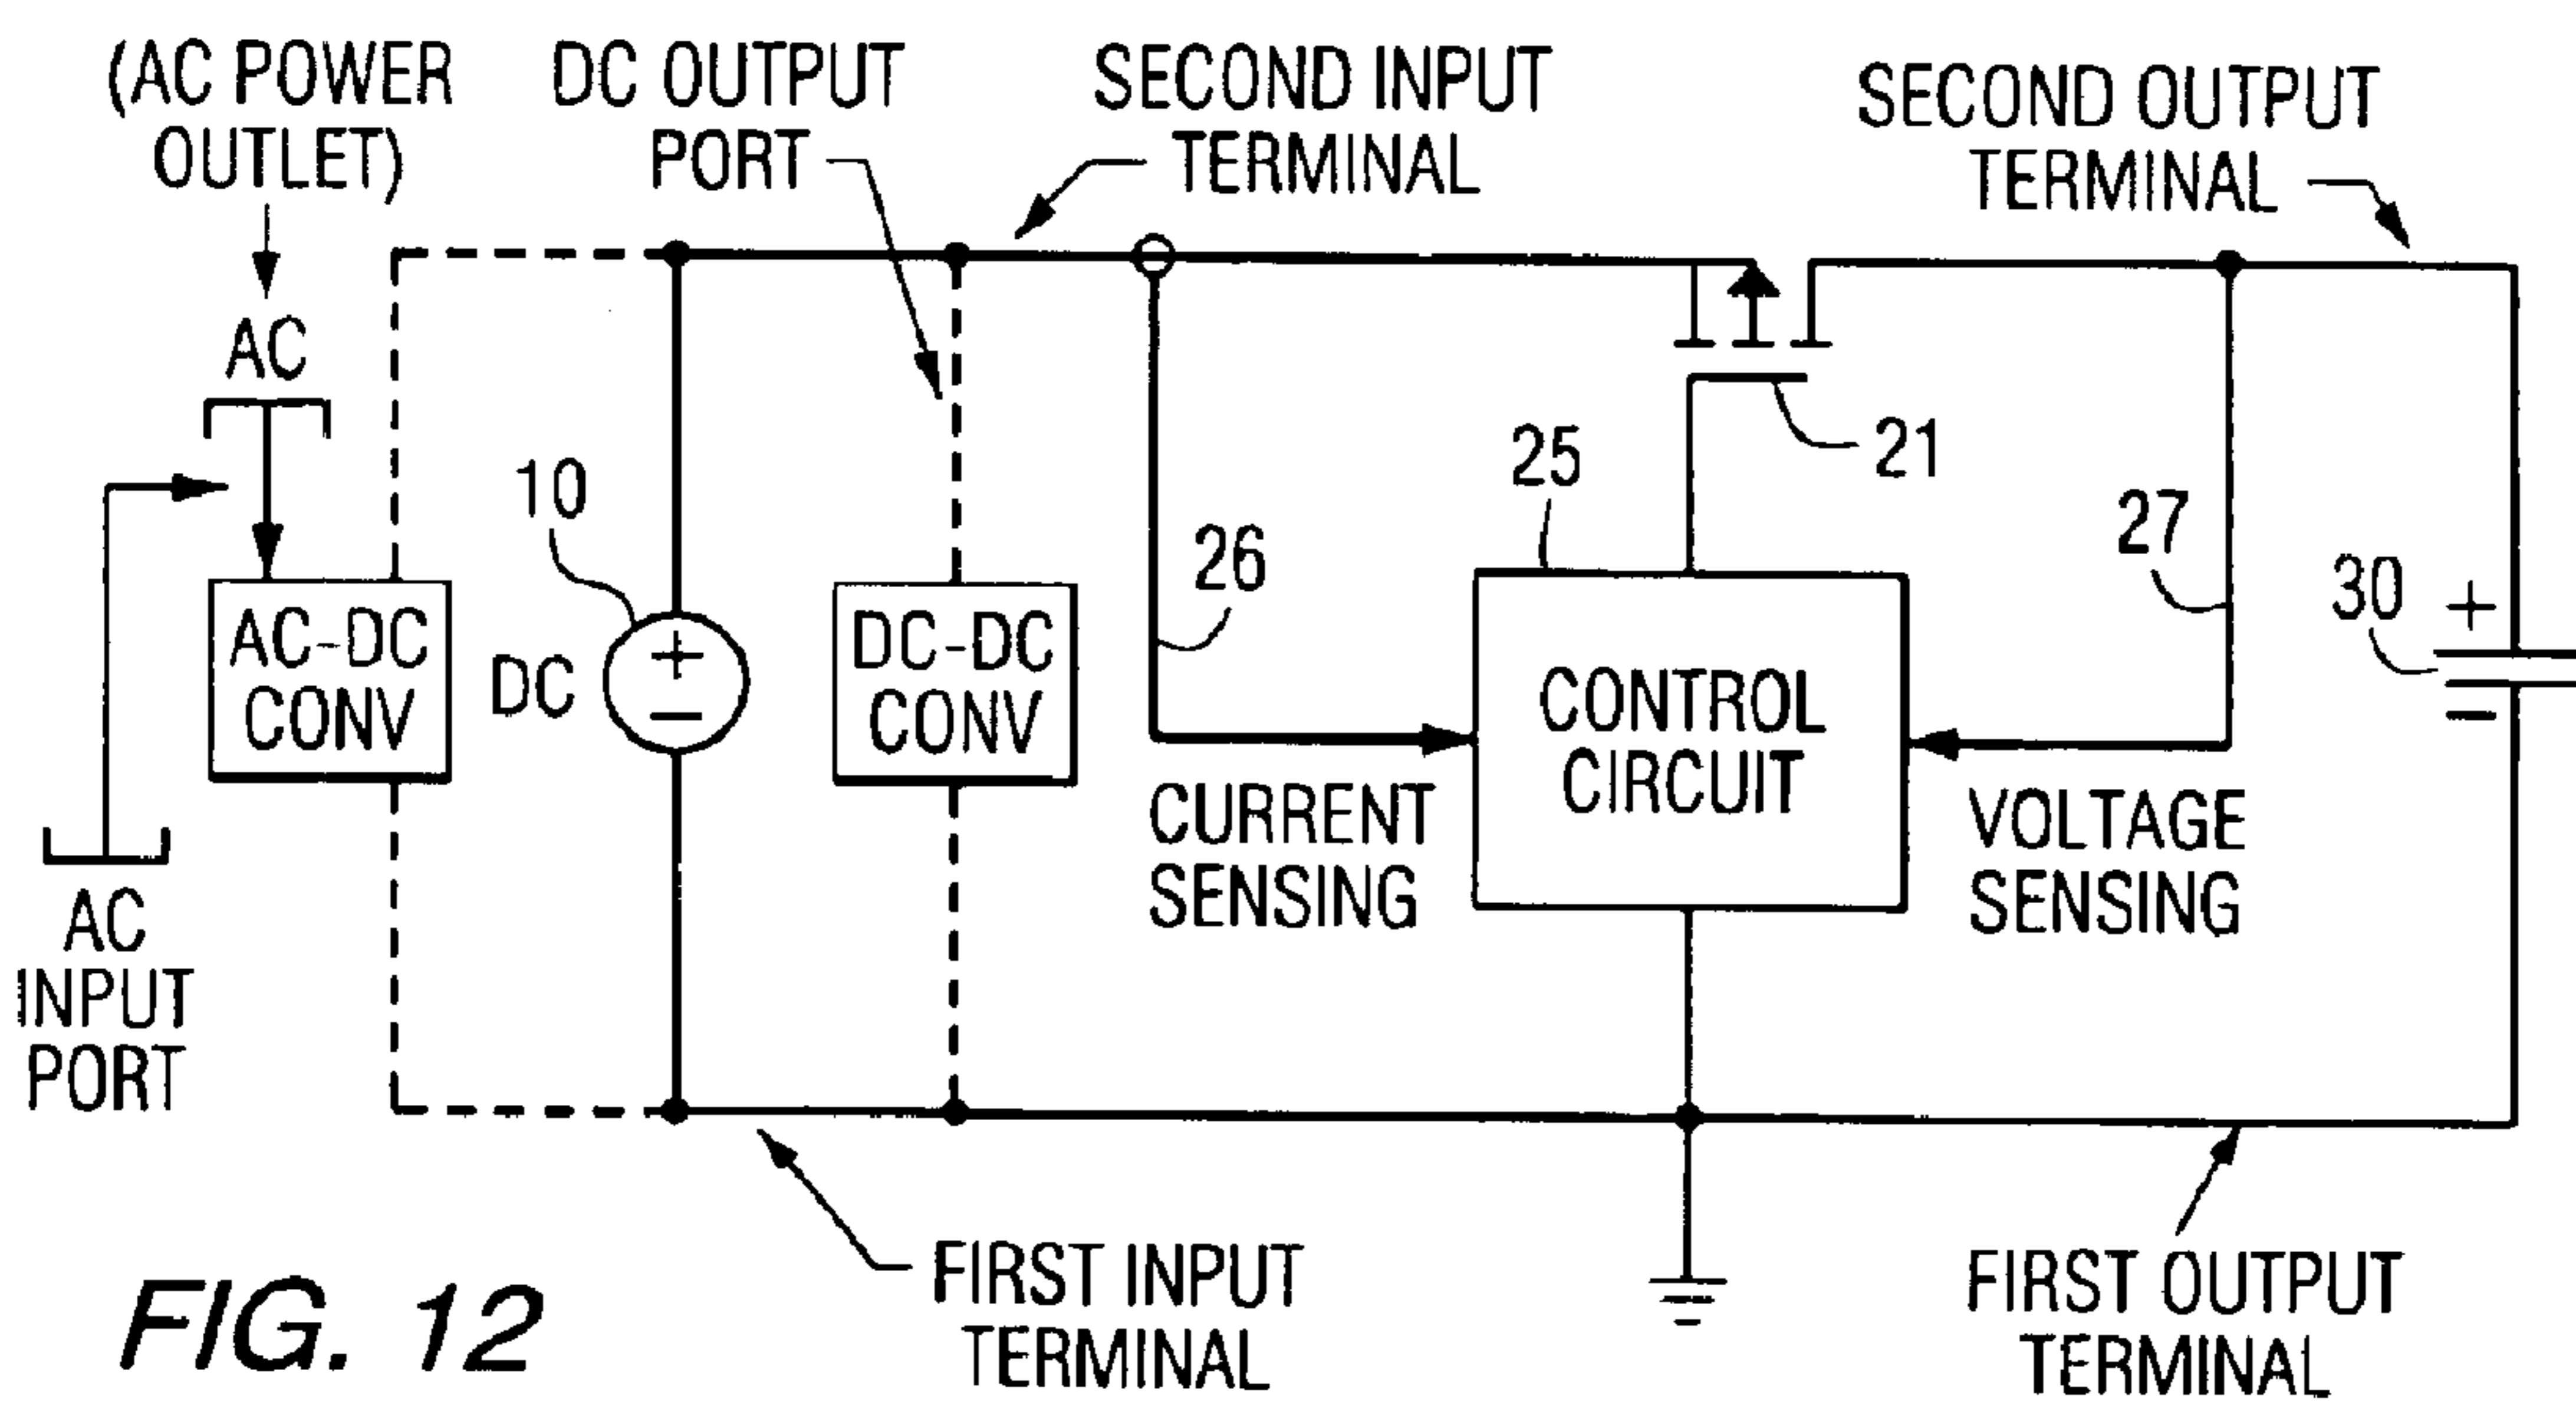 (AC POWER
OUTLET)
DC OUTPUT
PORT
SECOND INPUT
TERMINAL
SECOND OUTPUT
TERMINAL
AC
10
25
21
26
27
30
+
AC-DC
CONV
DC
+
−
DC-DC
CONV
CONTROL
CIRCUIT
−
CURRENT
SENSING
VOLTAGE
SENSING
AC
INPUT
PORT
FIRST INPUT
TERMINAL
FIRST OUTPUT
TERMINAL
FIG. 12